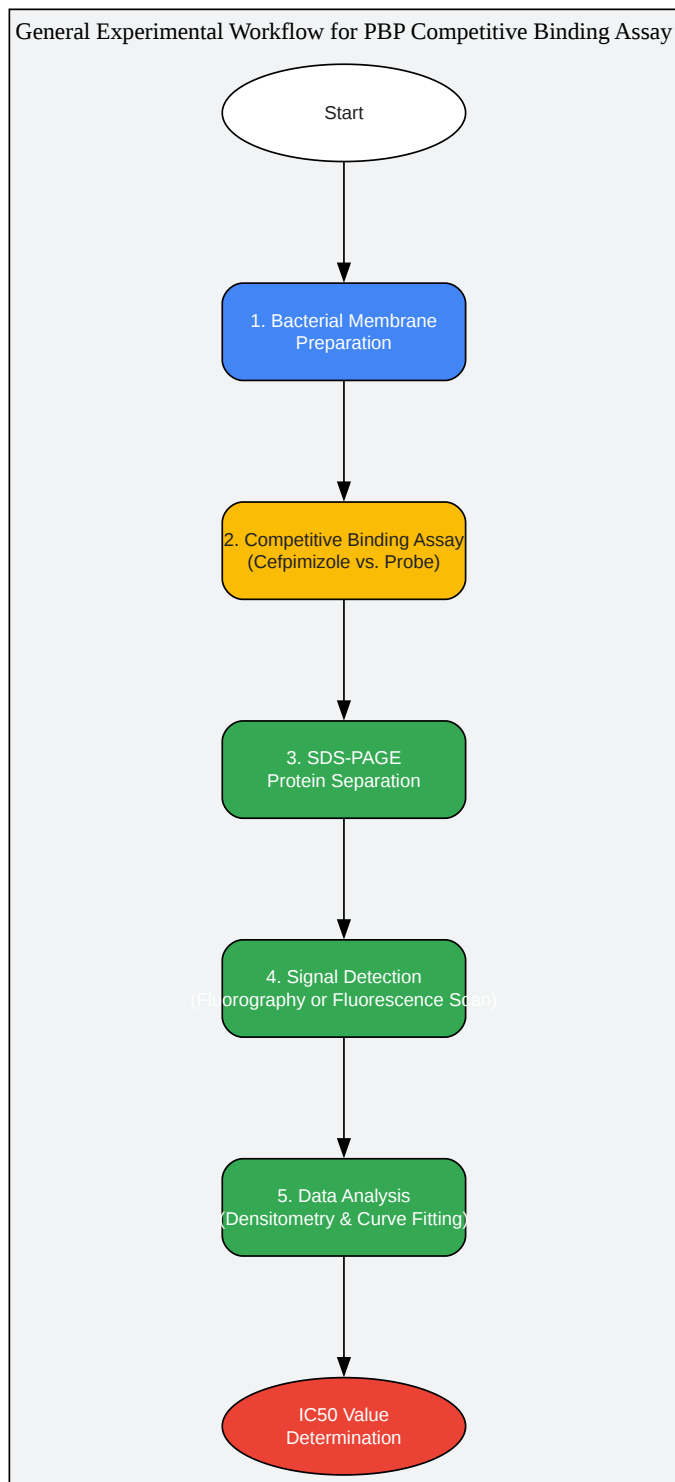 General Experimental Workflow for PBP Competitive Binding Assay
Start
1. Bacterial Membrane
Preparation
2. Competitive Binding Assay
(Cefpimizole vs. Probe)
3. SDS-PAGE
Protein Separation
4. Signal Detection
(Fluorography or Fluorescence Scan)
5. Data Analysis
(Densitometry & Curve Fitting)
IC50 Value
Determination